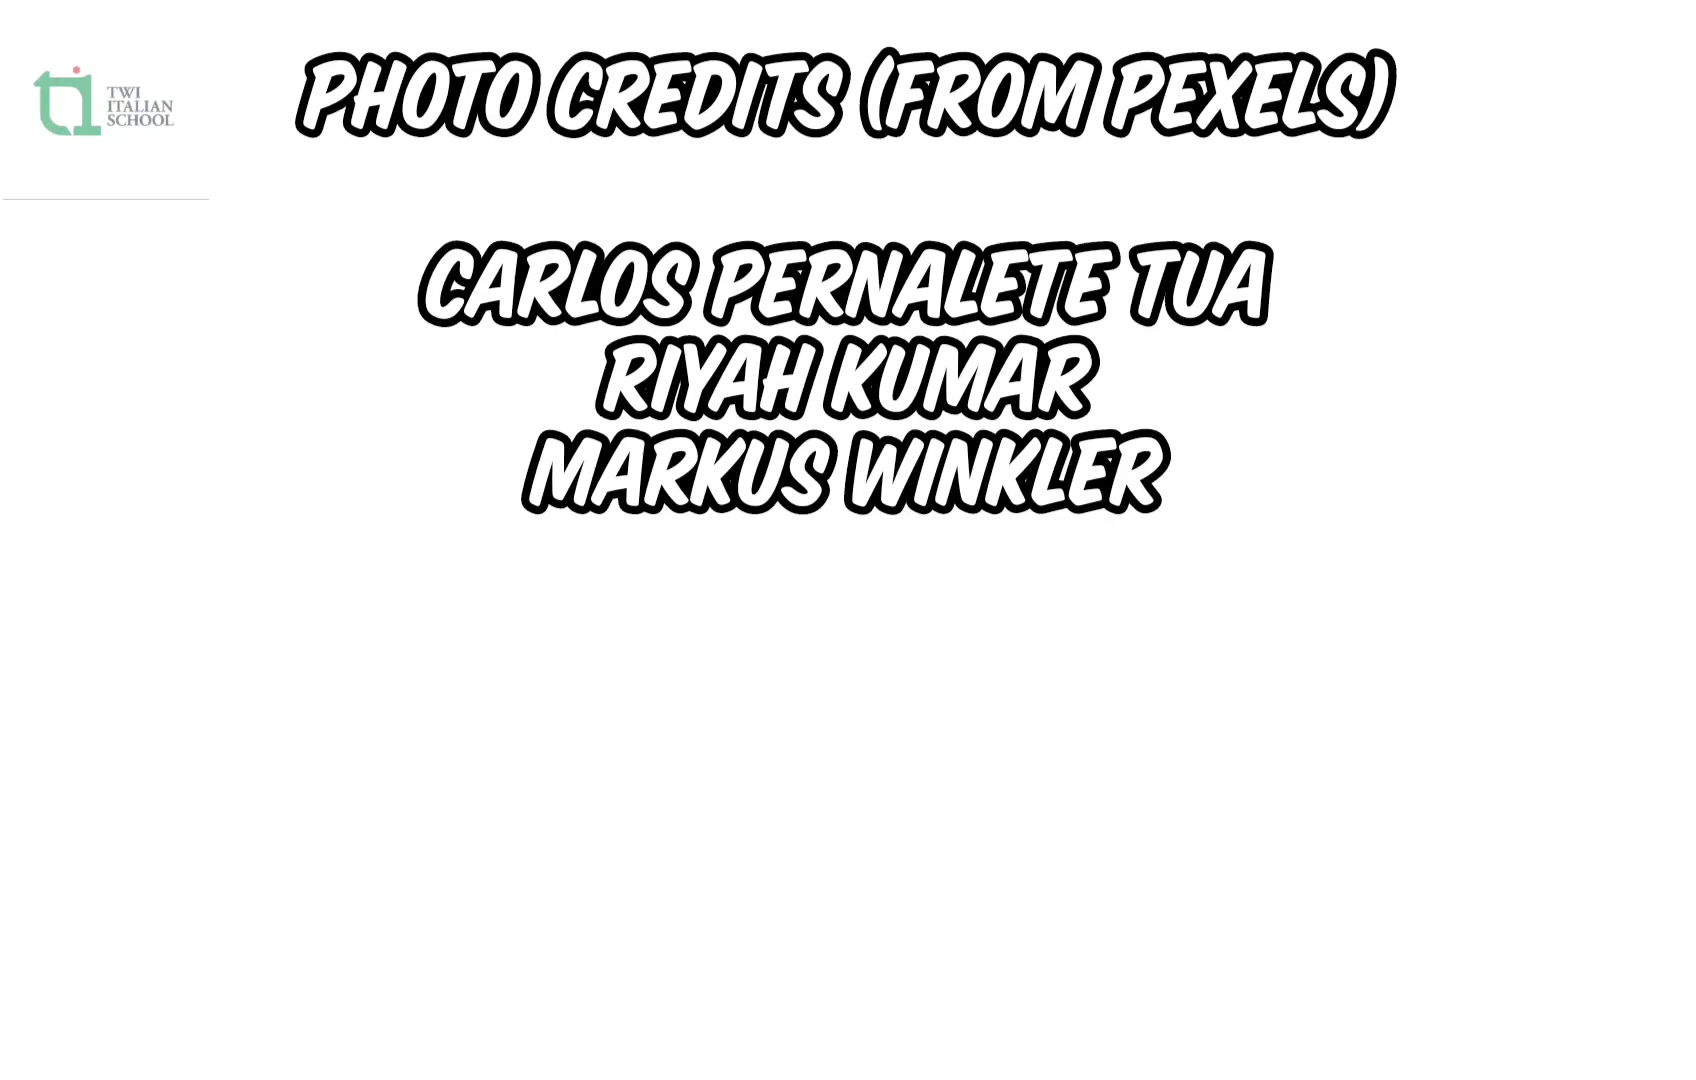 PHOTO CREDITS (FROM PEXELS)
TWI
ITALIAN
SCHOOL
CARLOS PERNALETE TUA
RIYAH KUMAR
MARKUS WINKLER